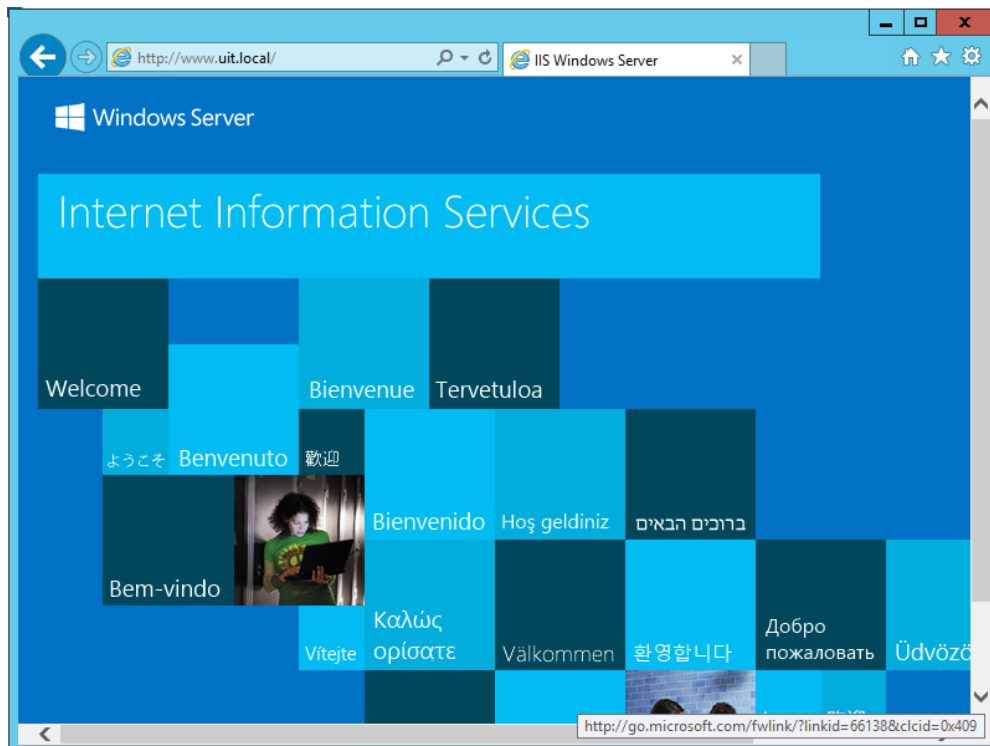 http://www.uit.local/
IIS Windows Server
Windows Server
Internet Information Services
Welcome
Bienvenue
Tervetuloa
ようこそ
Benvenuto
歡迎
Bienvenido
Hoş geldiniz
ברוכים הבאים
Bem-vindo
Vítejte
Καλώς
ορίσατε
Välkommen
환영합니다
Добро
пожаловать
Üdvözö
http://go.microsoft.com/fwlink/?linkid=66138&clcid=0x409